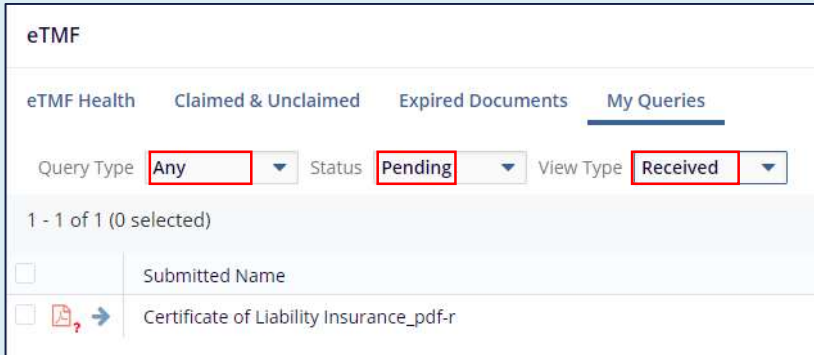 eTMF
eTMF Health Claimed & Unclaimed Expired Documents My Queries
Query Type Any Status Pending View Type Received
1 - 1 of 1 (0 selected)
Submitted Name
? Certificate of Liability Insurance_pdf-r